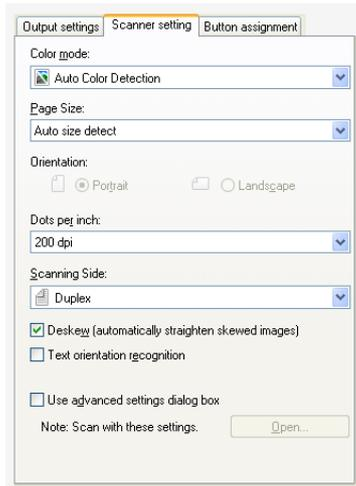 Output settings Scanner setting Button assignment
Color mode:
Auto Color Detection
Page Size:
Auto size detect
Orientation:
Portrait Landscape
Dots per inch:
200 dpi
Scanning Side:
Duplex
Deskew (automatically straighten skewed images)
Text orientation recognition
Use advanced settings dialog box
Note: Scan with these settings. Open...